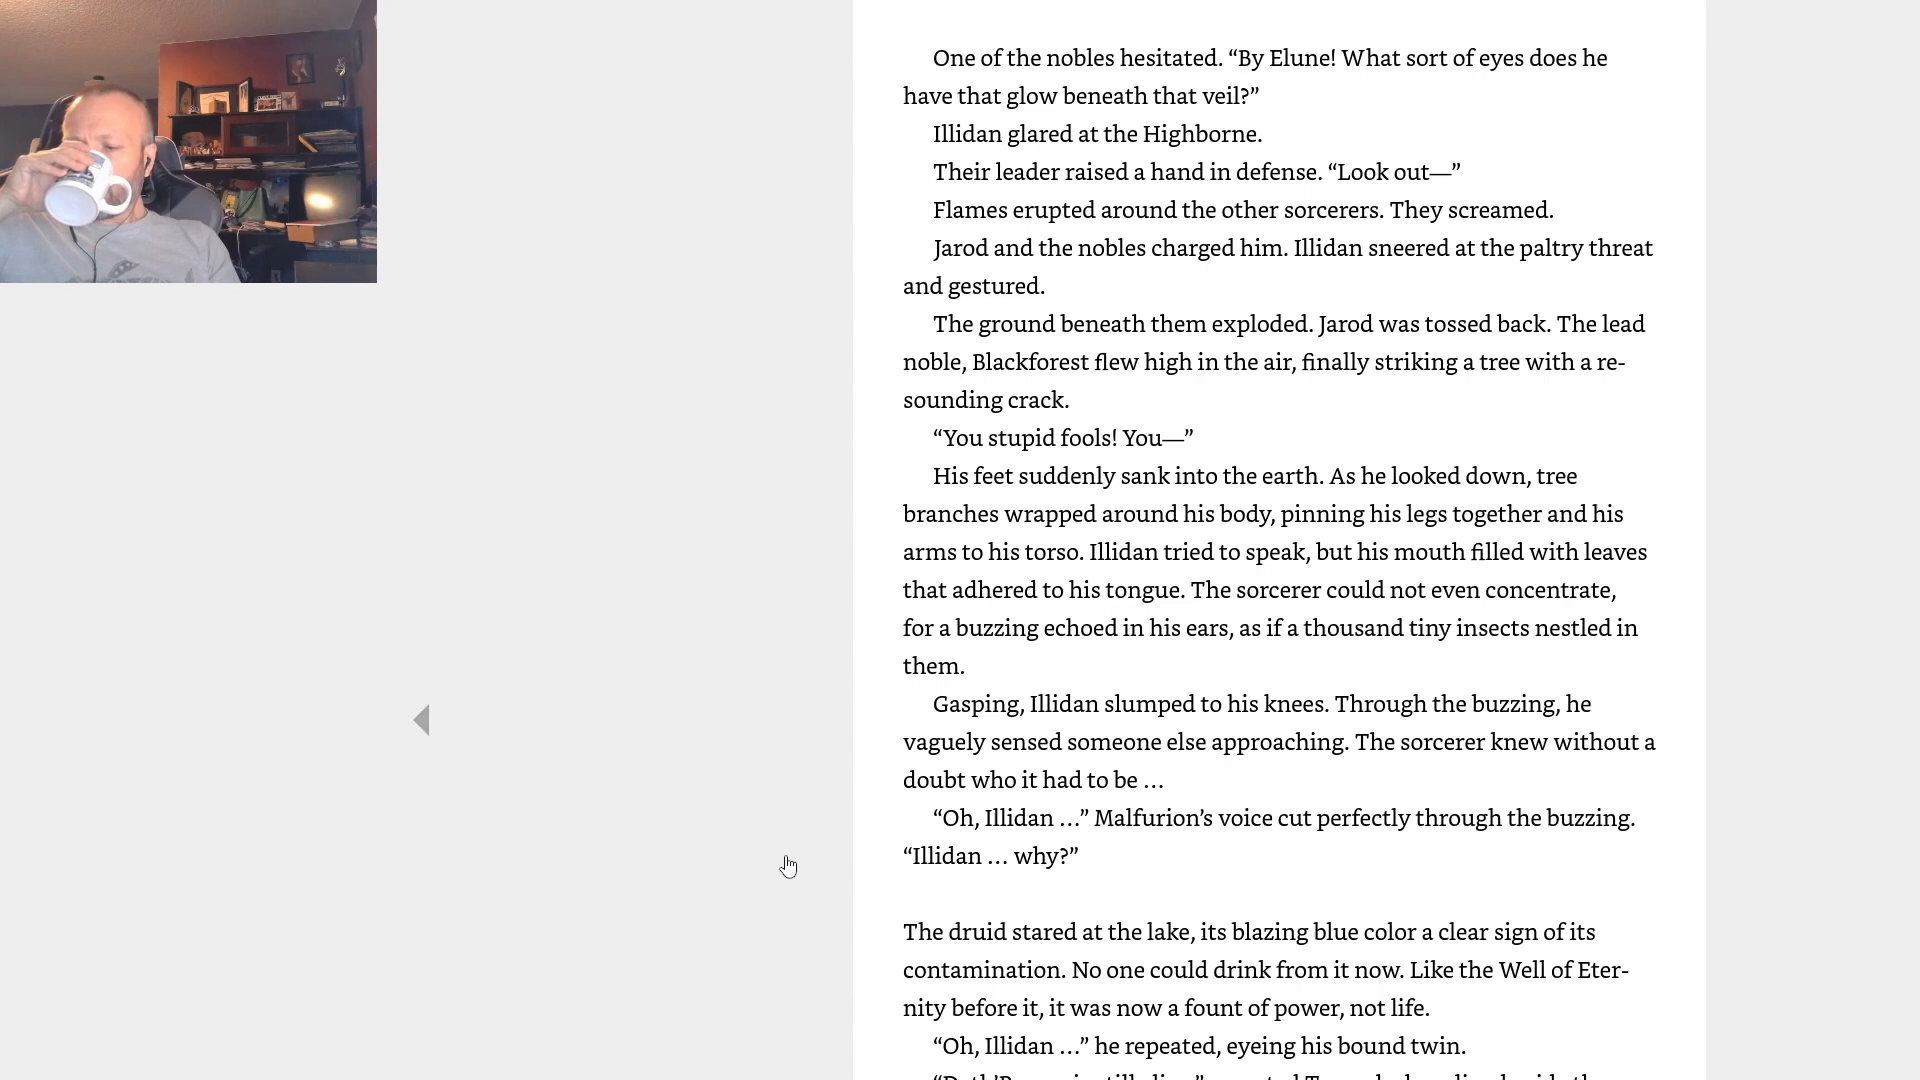 One of the nobles hesitated. “By Elune! What sort of eyes does he
have that glow beneath that veil?”
Illidan glared at the Highborne.
Their leader raised a hand in defense. “Look out—”
Flames erupted around the other sorcerers. They screamed.
Jarod and the nobles charged him. Illidan sneered at the paltry threat
and gestured.
The ground beneath them exploded. Jarod was tossed back. The lead
noble, Blackforest flew high in the air, finally striking a tree with a re-
sounding crack.
“You stupid fools! You—”
His feet suddenly sank into the earth. As he looked down, tree
branches wrapped around his body, pinning his legs together and his
arms to his torso. Illidan tried to speak, but his mouth filled with leaves
that adhered to his tongue. The sorcerer could not even concentrate,
for a buzzing echoed in his ears, as if a thousand tiny insects nestled in
them.
Gasping, Illidan slumped to his knees. Through the buzzing, he
vaguely sensed someone else approaching. The sorcerer knew without a
doubt who it had to be …
“Oh, Illidan …” Malfurion’s voice cut perfectly through the buzzing.
“Illidan … why?”
The druid stared at the lake, its blazing blue color a clear sign of its
contamination. No one could drink from it now. Like the Well of Eter-
nity before it, it was now a fount of power, not life.
“Oh, Illidan …” he repeated, eyeing his bound twin.